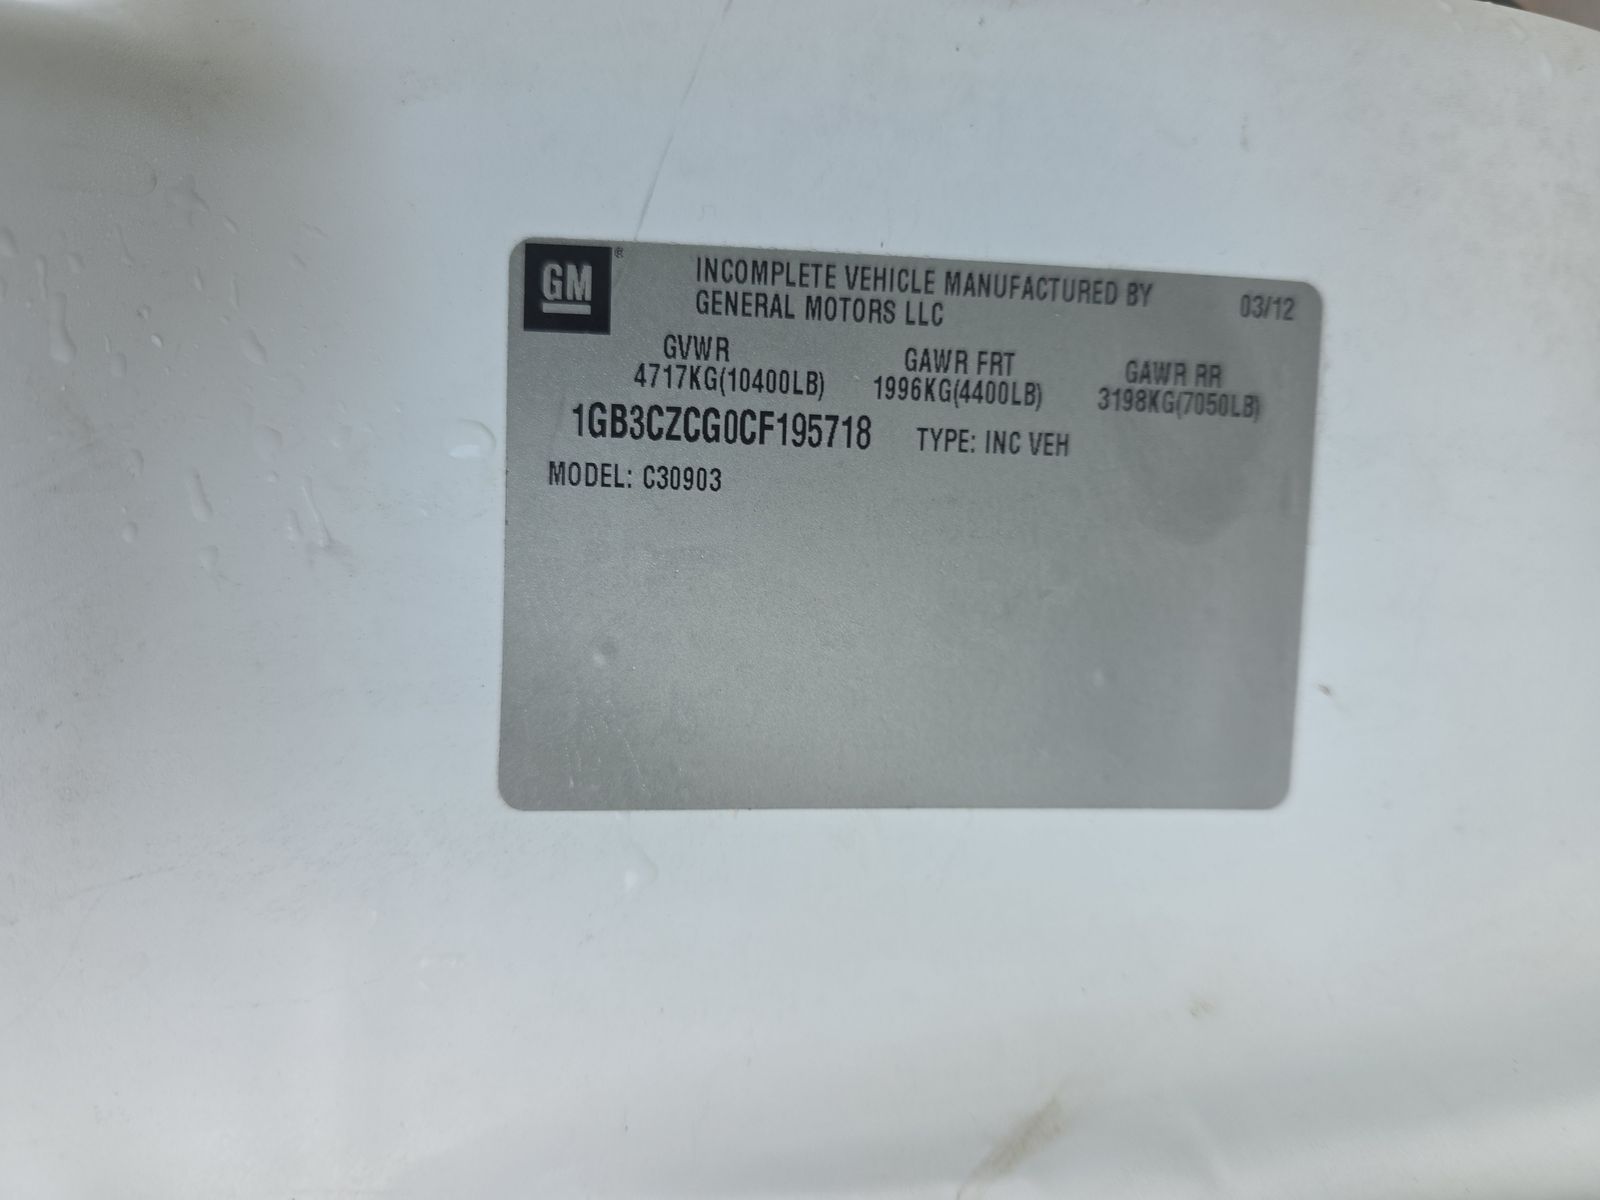 GM ®
INCOMPLETE VEHICLE MANUFACTURED BY
GENERAL MOTORS LLC
03/12
GVWR
4717KG(10400LB)
GAWR FRT
1996KG(4400LB)
GAWR RR
3198KG(7050LB)
1GB3CZCG0CF195718
TYPE: INC VEH
MODEL: C30903